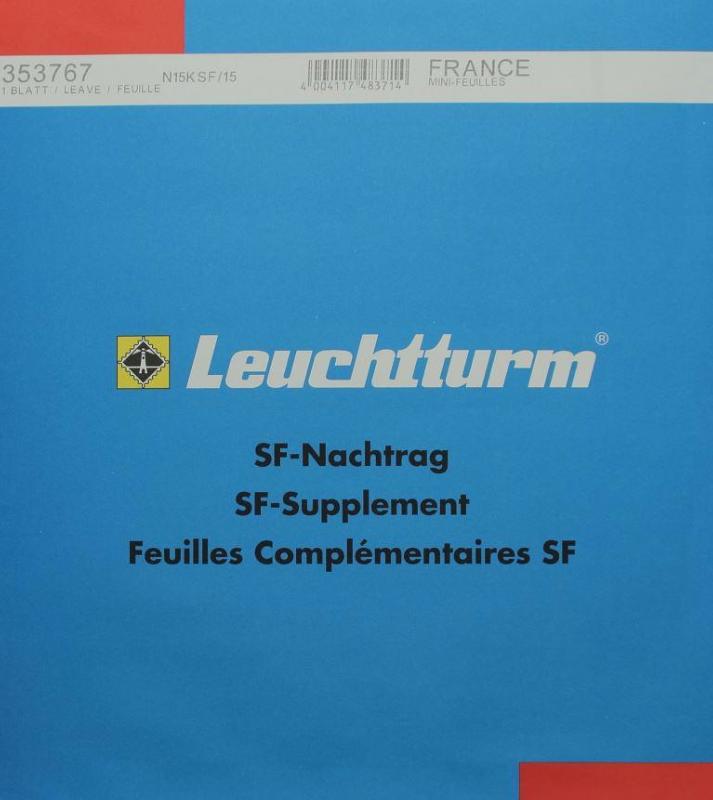 353767 N15KSF/15 FRANCE
1 BLATT / LEAVE / FEUILLE MINI-FEUILLES
4 004117 483714
Leuchtturm®
SF-Nachtrag
SF-Supplement
Feuilles Complémentaires SF